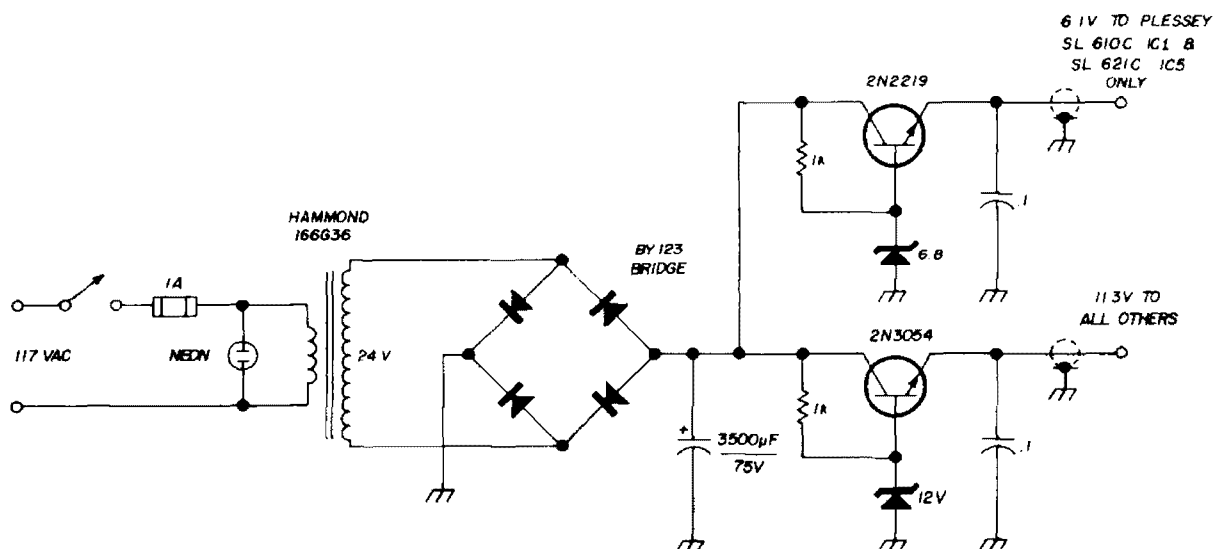 6 1V TO PLESSEY
SL 610C IC1 &
SL 621C IC5
ONLY
2N2219
1k
.1
6 8
HAMMOND
166G36
BY 123
BRIDGE
1A
117 VAC
NEON
24 V
11 3V TO
ALL OTHERS
2N3054
1k
+
3500µF
75V
.1
12V